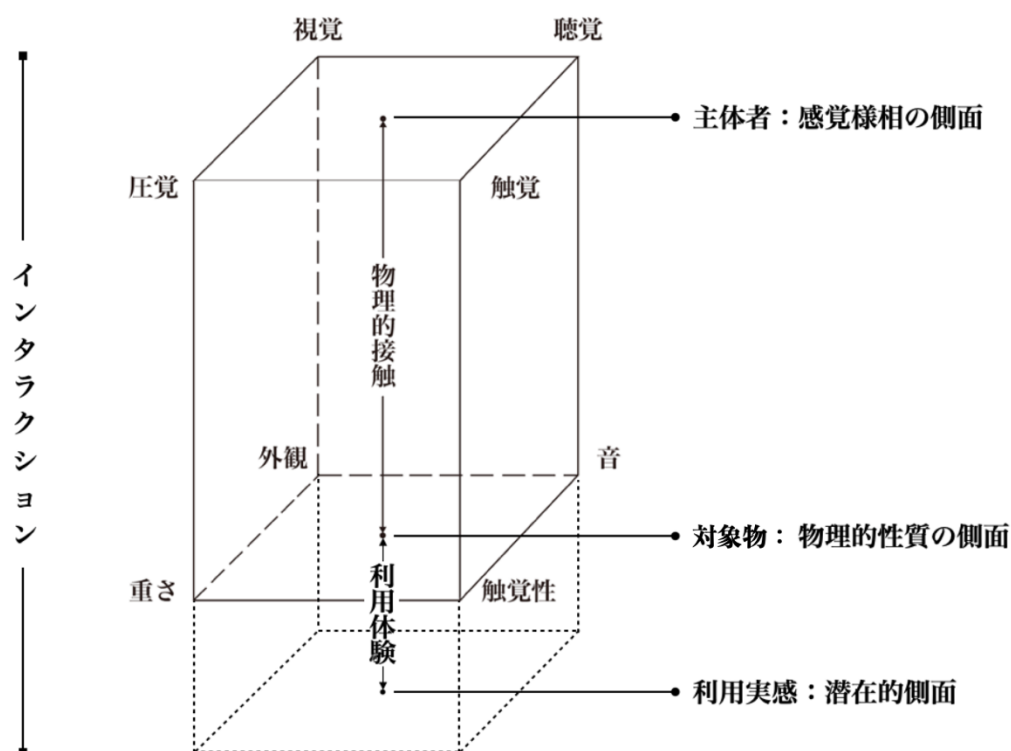 視覚
聴覚
主体者：感覚様相の側面
圧覚
触覚
インタラクション
物理的接触
外観
音
対象物： 物理的性質の側面
重さ
触覚性
利用体験
利用実感：潜在的側面